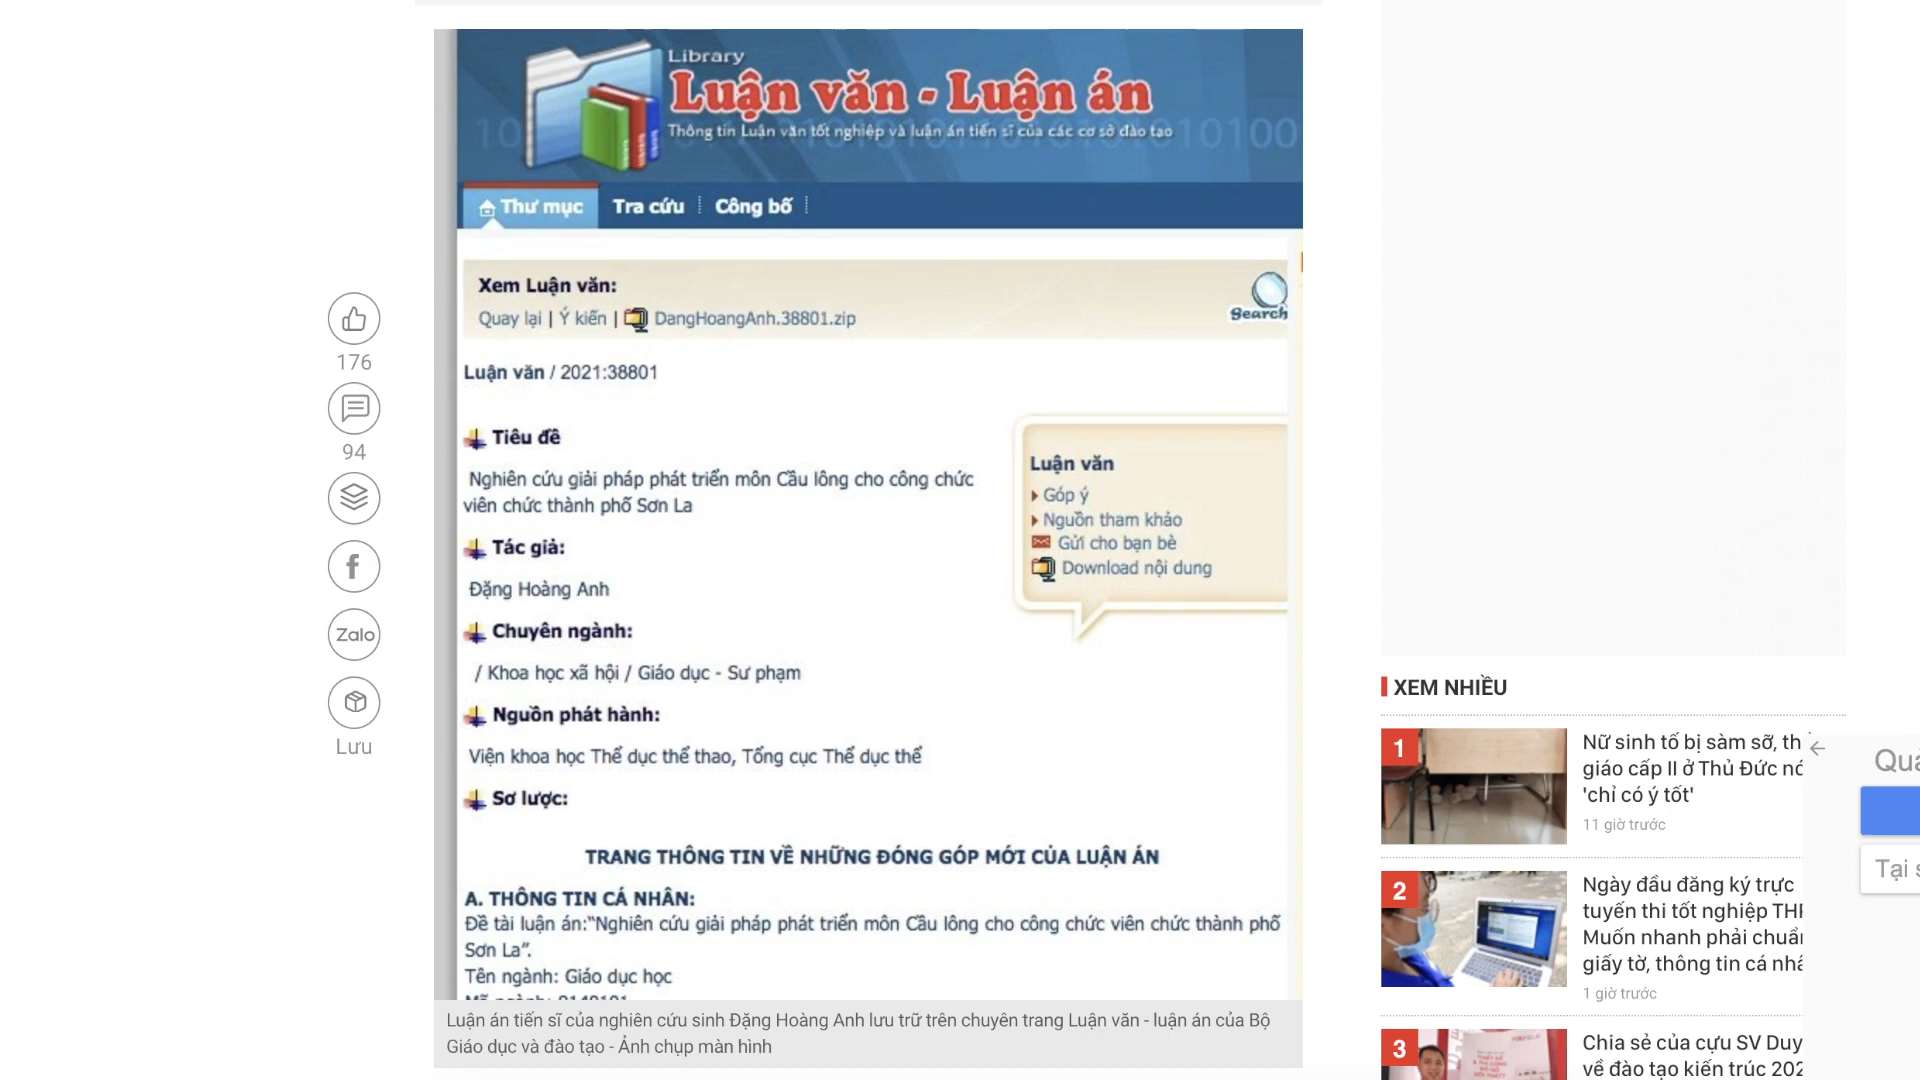 Library
Luận văn - Luận án
Thông tin Luận văn tốt nghiệp và luận án tiến sĩ của các cơ sở đào tạo
Thư mục
Tra cứu
Công bố
Xem Luận văn:
Quay lại | Ý kiến | DangHoangAnh.38801.zip
Search
Luận văn / 2021:38801
Tiêu đề
Nghiên cứu giải pháp phát triển môn Cầu lông cho công chức
viên chức thành phố Sơn La
Tác giả:
Đặng Hoàng Anh
Chuyên ngành:
/ Khoa học xã hội / Giáo dục - Sư phạm
Nguồn phát hành:
Viện khoa học Thể dục thể thao, Tổng cục Thể dục thể
Sơ lược:
Luận văn
Góp ý
Nguồn tham khảo
Gửi cho bạn bè
Download nội dung
TRANG THÔNG TIN VỀ NHỮNG ĐÓNG GÓP MỚI CỦA LUẬN ÁN
A. THÔNG TIN CÁ NHÂN:
Đề tài luận án:“Nghiên cứu giải pháp phát triển môn Cầu lông cho công chức viên chức thành phố
Sơn La”.
Tên ngành: Giáo dục học
Luận án tiến sĩ của nghiên cứu sinh Đặng Hoàng Anh lưu trữ trên chuyên trang Luận văn - luận án của Bộ
Giáo dục và đào tạo - Ảnh chụp màn hình
176
94
f
Zalo
Lưu
XEM NHIỀU
1
Nữ sinh tố bị sàm sỡ, th
giáo cấp II ở Thủ Đức nó
'chỉ có ý tốt'
11 giờ trước
2
Ngày đầu đăng ký trực
tuyến thi tốt nghiệp TH
Muốn nhanh phải chuẩ
giấy tờ, thông tin cá nhâ
1 giờ trước
3
Chia sẻ của cựu SV Duy
về đào tạo kiến trúc 202
Quả
Tại s